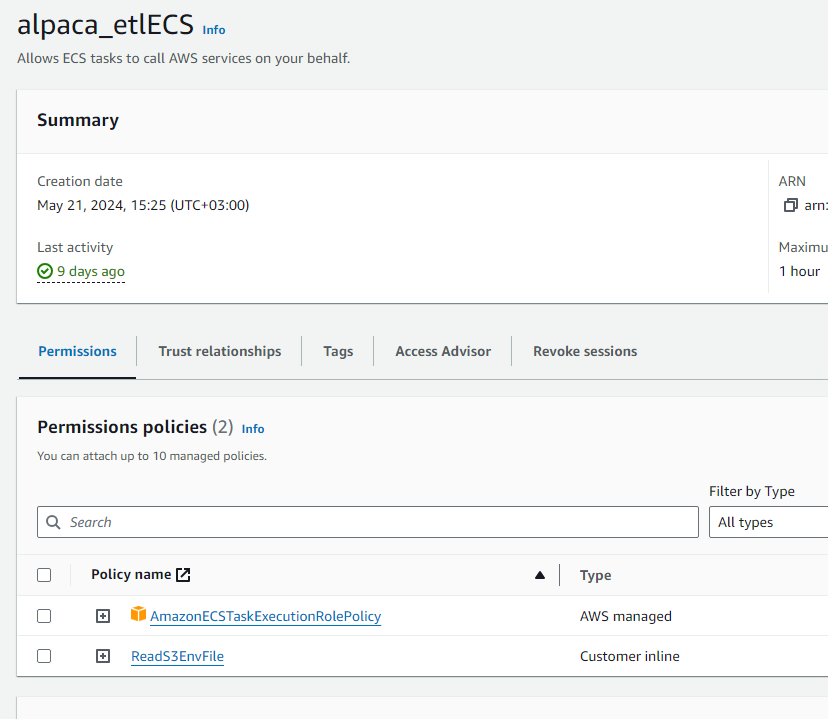 alpaca_etlECS Info
Allows ECS tasks to call AWS services on your behalf.
Summary
Creation date
May 21, 2024, 15:25 (UTC+03:00)
Last activity
9 days ago
ARN
arn:
Maximu
1 hour
Permissions
Trust relationships
Tags
Access Advisor
Revoke sessions
Permissions policies (2) Info
You can attach up to 10 managed policies.
Filter by Type
Search
All types
Policy name
Type
AmazonECSTaskExecutionRolePolicy
AWS managed
ReadS3EnvFile
Customer inline